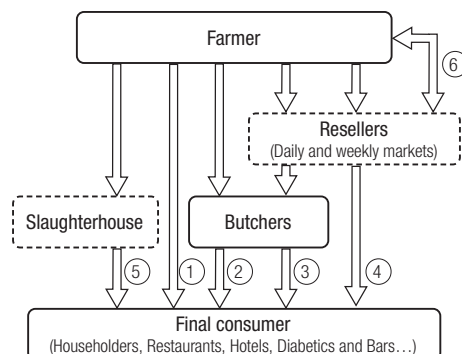 Farmer
⑥
Resellers
(Daily and weekly markets)
Slaughterhouse
Butchers
⑤
①
②
③
④
Final consumer
(Householders, Restaurants, Hotels, Diabetics and Bars...)